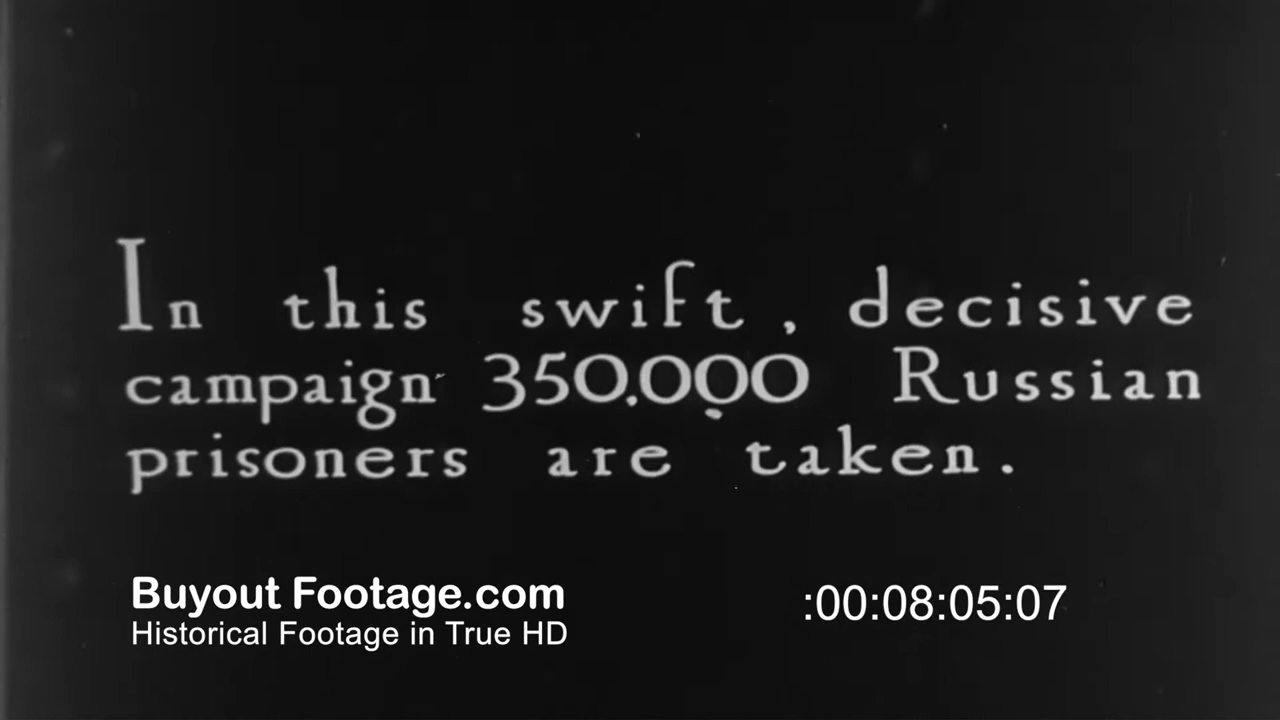 In this swift, decisive
campaign 350.000 Russian
prisoners are taken.
Buyout Footage.com
Historical Footage in True HD
:00:08:05:07